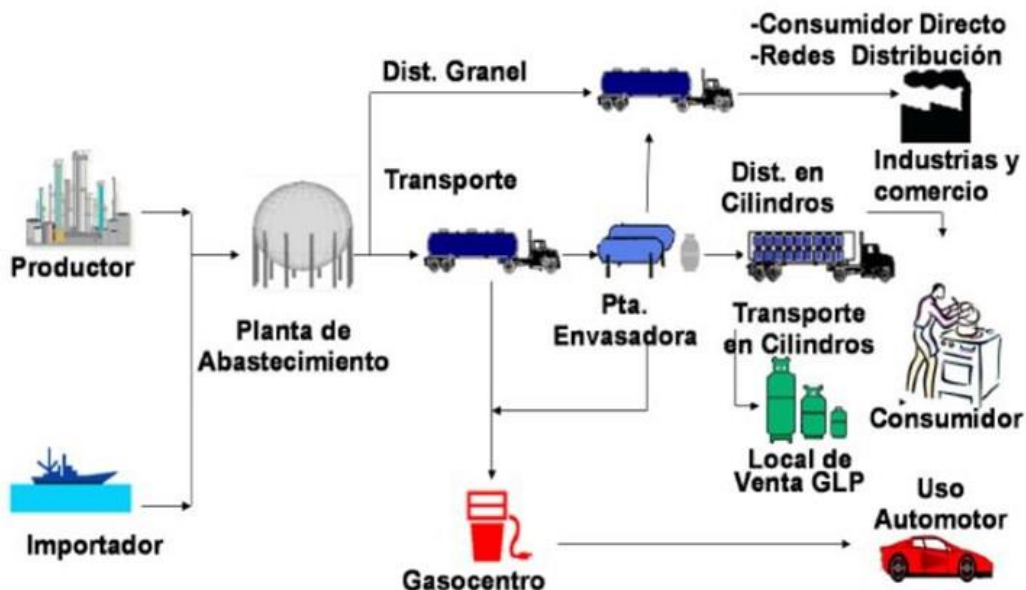 -Consumidor Directo
-Redes Distribución
Dist. Granel
Industrias y
comercio
Transporte
Dist. en
Cilindros
Productor
Planta de
Abastecimiento
Pta.
Envasadora
Transporte
en Cilindros
Consumidor
Local de
Venta GLP
Importador
Gasocentro
Uso
Automotor